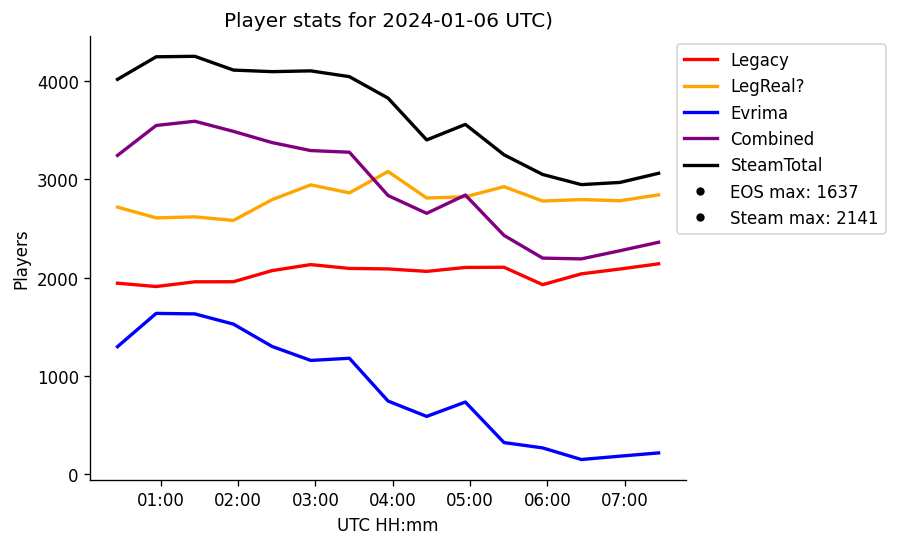 Player stats for 2024-01-06 UTC)
Legacy
LegReal?
Evrima
Combined
SteamTotal
EOS max: 1637
Steam max: 2141
Players
4000
3000
2000
1000
0
01:00 02:00 03:00 04:00 05:00 06:00 07:00
UTC HH:mm